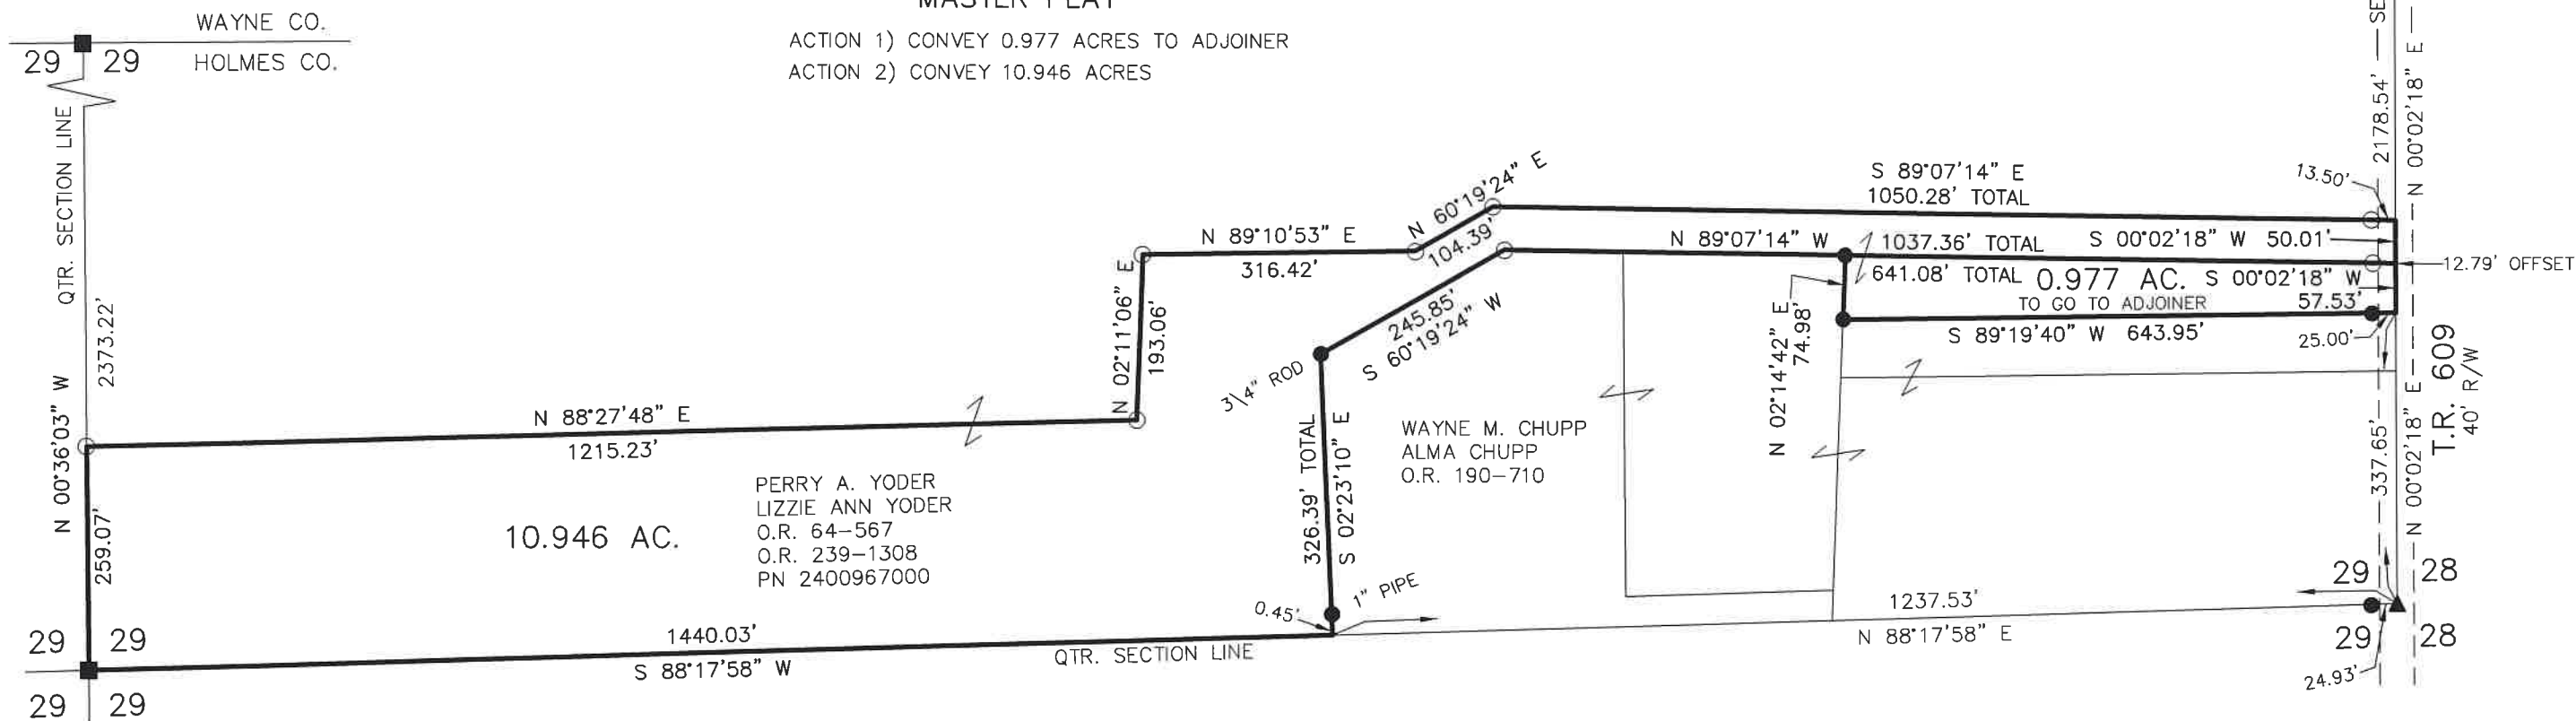 MASTER PLAT
ACTION 1) CONVEY 0.977 ACRES TO ADJOINER
ACTION 2) CONVEY 10.946 ACRES
WAYNE CO.
29 29 HOLMES CO.
QTR. SECTION LINE
2373.22'
N 00°36'03" W
259.07'
N 88°27'48" E
1215.23'
N 02°11'06" E
193.06'
N 89°10'53" E
316.42'
N 60°19'24" E
104.39'
S 89°07'14" E
1050.28' TOTAL
13.50'
2178.54'
N 00°02'18" E
N 89°07'14" W
1037.36' TOTAL
S 00°02'18" W 50.01'
12.79' OFFSET
641.08' TOTAL
0.977 AC.
S 00°02'18" W
57.53'
TO GO TO ADJOINER
S 89°19'40" W 643.95'
25.00'
N 02°14'42" E
74.98'
245.85'
S 60°19'24" W
3\4" ROD
326.39' TOTAL
S 02°23'10" E
WAYNE M. CHUPP
ALMA CHUPP
O.R. 190-710
T.R. 609
40' R/W
337.65'
N 00°02'18" E
PERRY A. YODER
LIZZIE ANN YODER
O.R. 64-567
O.R. 239-1308
PN 2400967000
10.946 AC.
0.45'
1" PIPE
1237.53'
N 88°17'58" E
29 28
29 28
24.93'
1440.03'
S 88°17'58" W
QTR. SECTION LINE
29 29
29 29